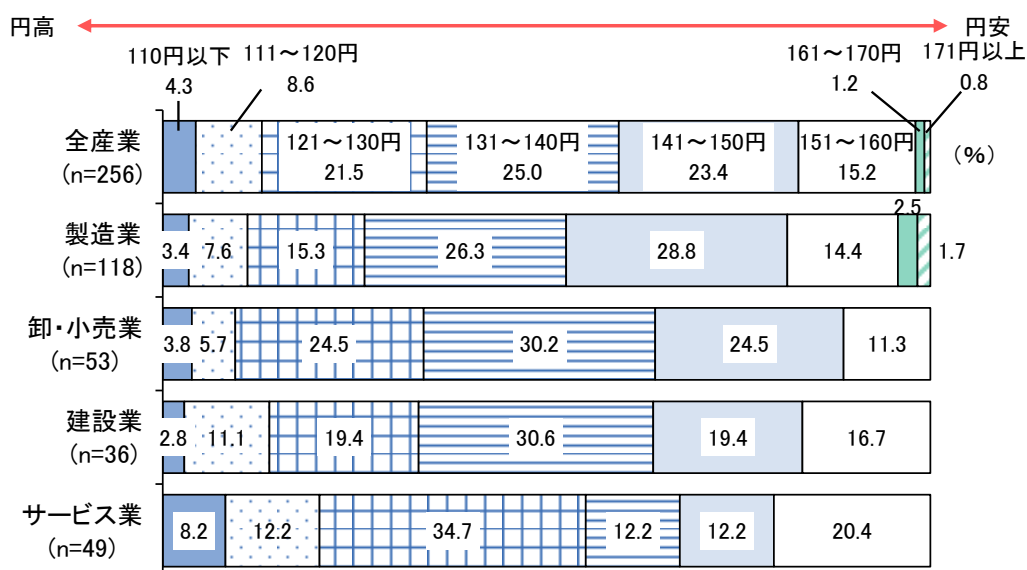 円高
円安
110円以下
111～120円
161～170円
171円以上
4.3
8.6
1.2
0.8
全産業
(n=256)
121～130円
131～140円
141～150円
151～160円
21.5
25.0
23.4
15.2
(%)
製造業
(n=118)
3.4
7.6
15.3
26.3
28.8
14.4
2.5
1.7
卸・小売業
(n=53)
3.8
5.7
24.5
30.2
24.5
11.3
建設業
(n=36)
2.8
11.1
19.4
30.6
19.4
16.7
サービス業
(n=49)
8.2
12.2
34.7
12.2
12.2
20.4